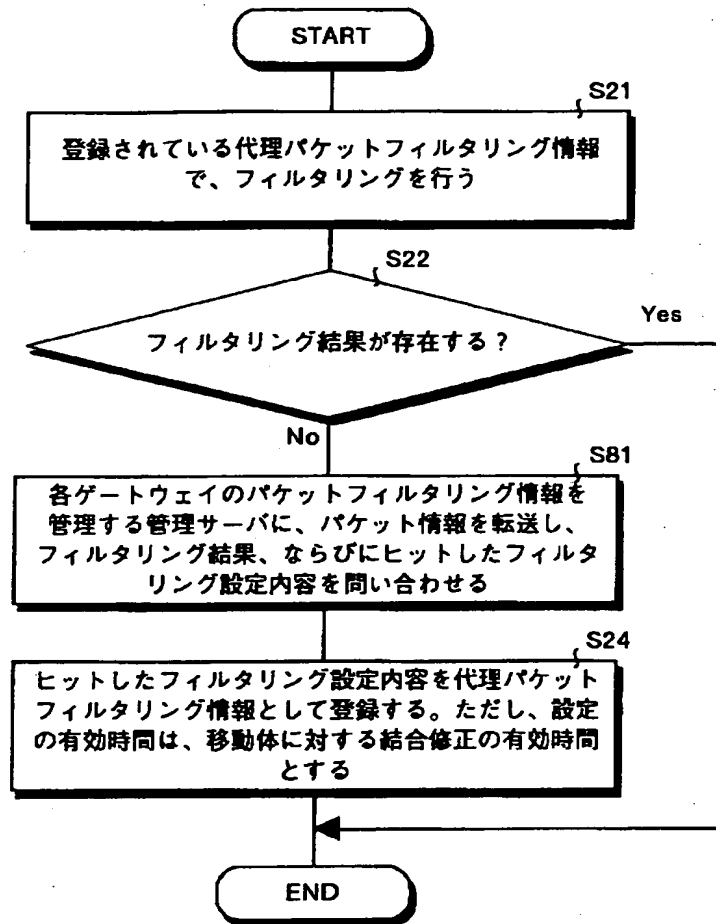 START
S21
登録されている代理パケットフィルタリング情報
で、フィルタリングを行う
S22
フィルタリング結果が存在する？
Yes
No
S81
各ゲートウェイのパケットフィルタリング情報を
管理する管理サーバに、パケット情報を転送し、
フィルタリング結果、ならびにヒットしたフィルタ
リング設定内容を問い合わせる
S24
ヒットしたフィルタリング設定内容を代理パケット
フィルタリング情報として登録する。ただし、設定
の有効時間は、移動体に対する結合修正の有効時間
とする
END